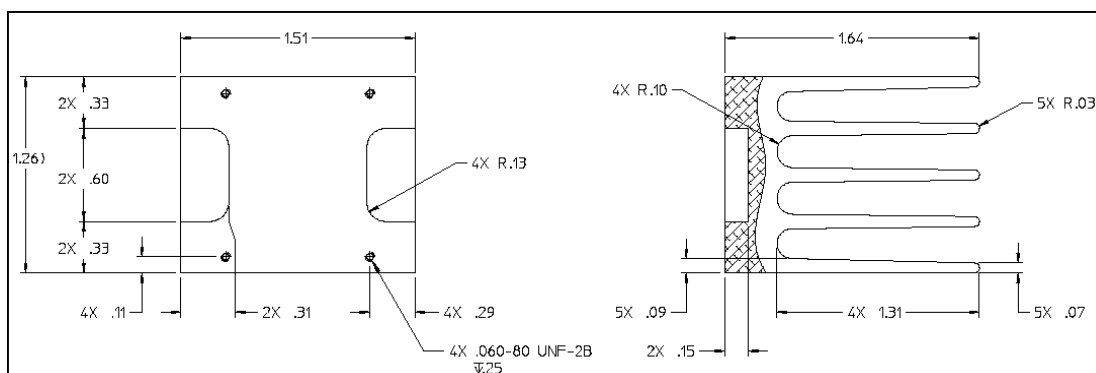 1.51
1.64
2X .33
4X R.10
5X R.03
1.26)
4X R.13
2X .60
2X .33
4X .11
2X .31
4X .29
5X .09
4X 1.31
5X .07
4X .060-80 UNF-2B
2X .15
↧.25